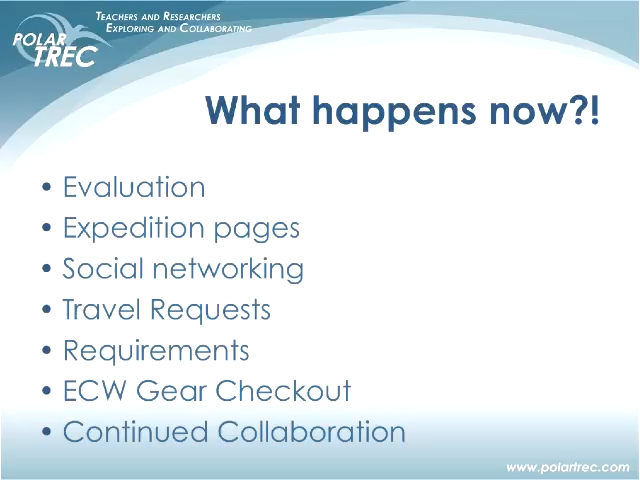 TEACHERS AND RESEARCHERS
EXPLORING AND COLLABORATING
POLAR
TREC
What happens now?!
• Evaluation
• Expedition pages
• Social networking
• Travel Requests
• Requirements
• ECW Gear Checkout
• Continued Collaboration
www.polartrec.com